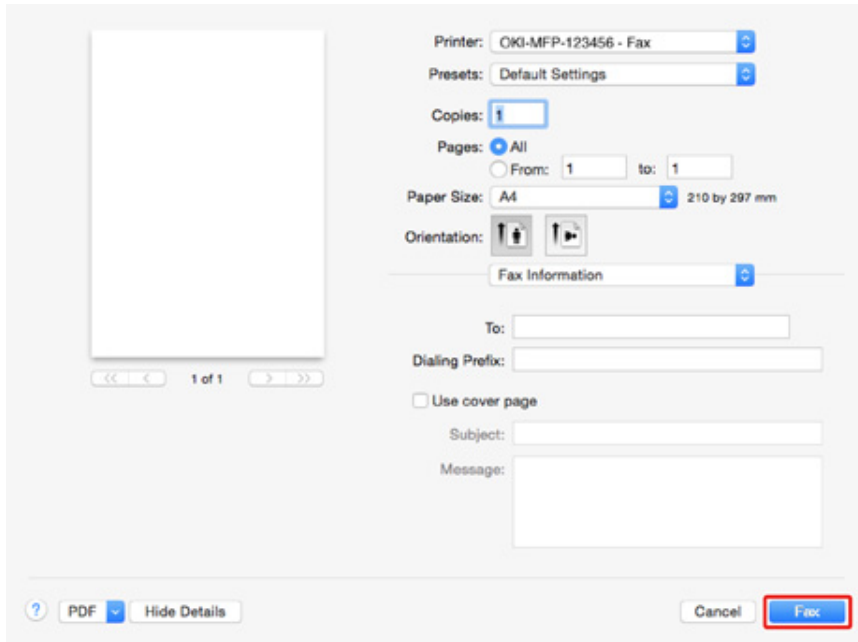 Printer: OKI-MFP-123456 - Fax
Presets: Default Settings
Copies: 1
Pages: All
From: 1 to: 1
Paper Size: A4 210 by 297 mm
Orientation:
Fax Information
To:
Dialing Prefix:
<< < 1 of 1 > >>
Use cover page
Subject:
Message:
? PDF Hide Details Cancel Fax